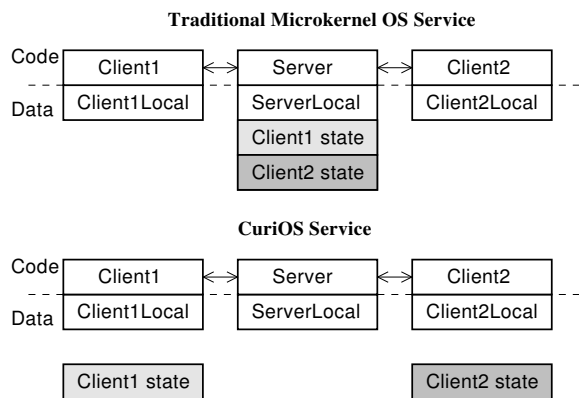 Traditional Microkernel OS Service
Code
Client1
Server
Client2
Data
Client1Local
ServerLocal
Client2Local
Client1 state
Client2 state
CuriOS Service
Code
Client1
Server
Client2
Data
Client1Local
ServerLocal
Client2Local
Client1 state
Client2 state